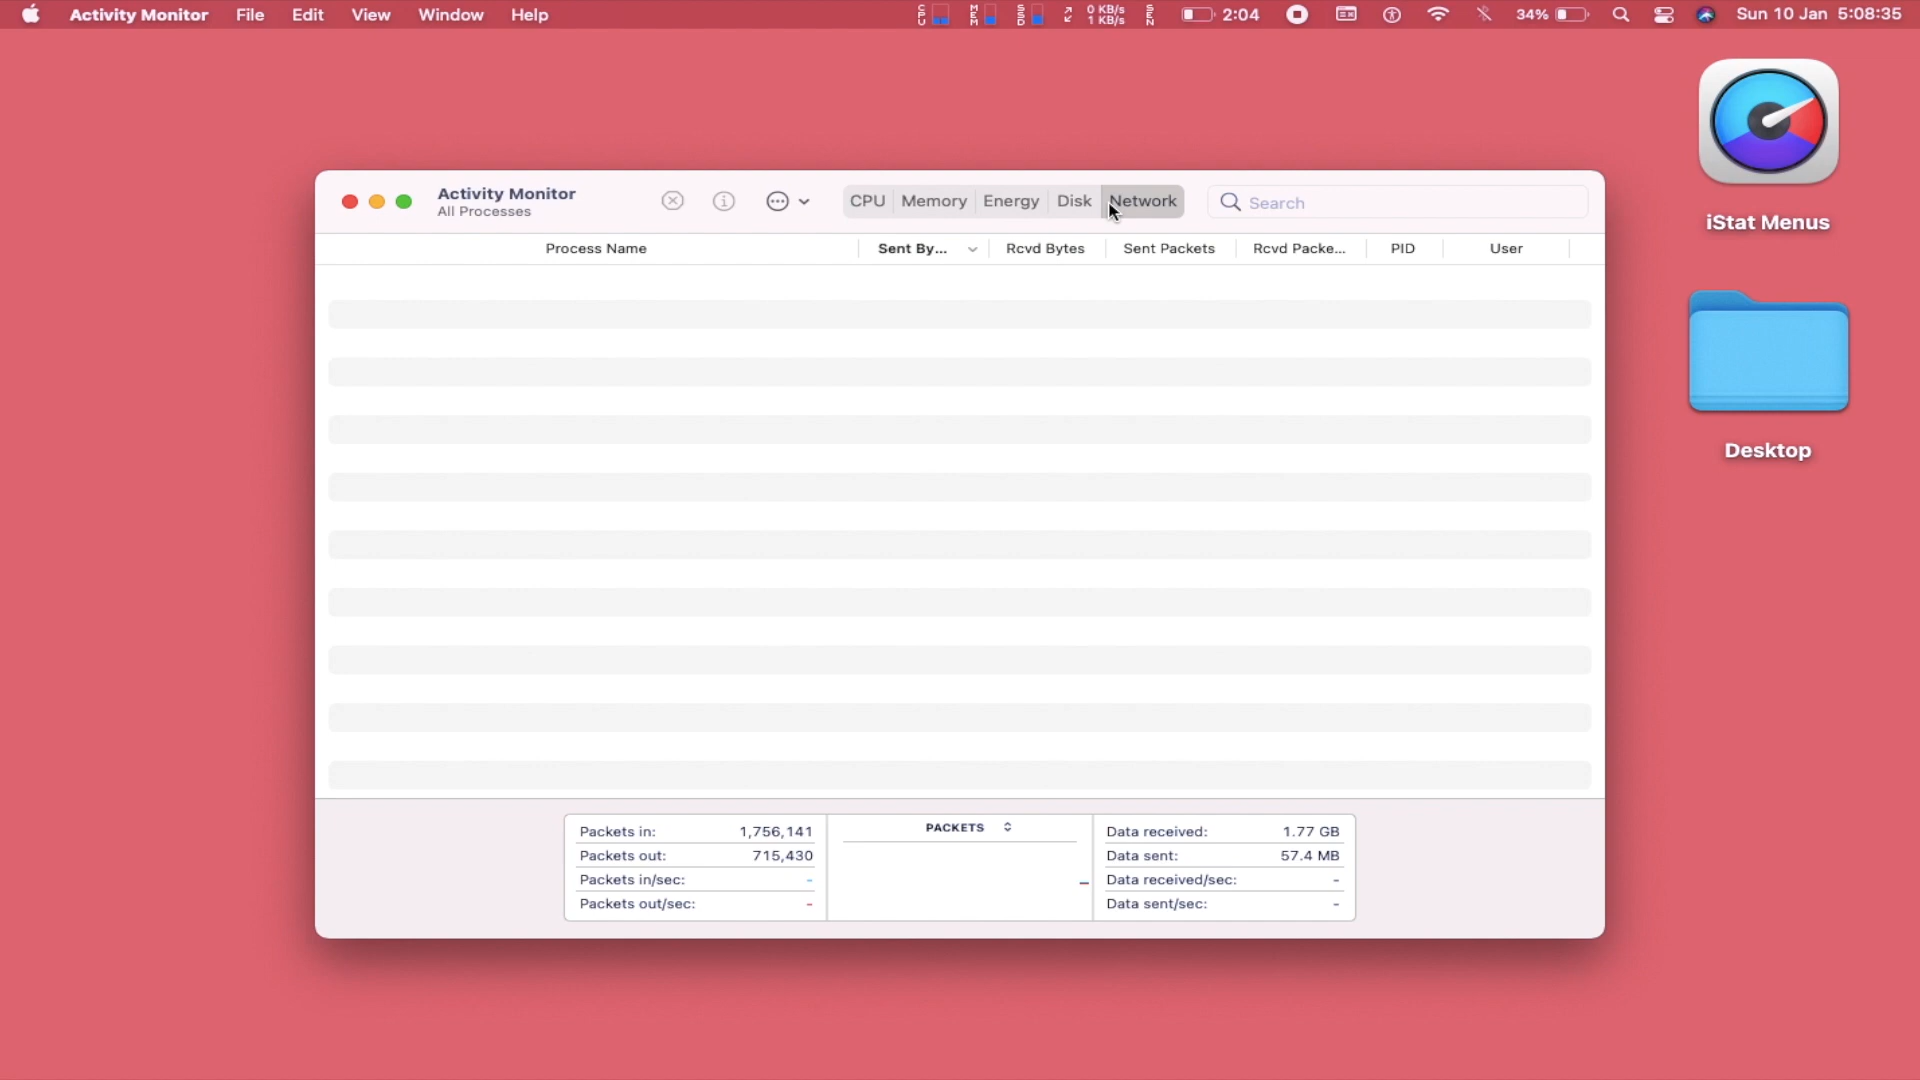 Activity Monitor File Edit View Window Help CPU MEM SSD 0 KB/s SEN 2:04 34% Sun 10 Jan 5:08:35
1 KB/s
iStat Menus
Desktop
Activity Monitor
All Processes
CPU Memory Energy Disk Network Search
Process Name Sent By... Rcvd Bytes Sent Packets Rcvd Packe... PID User
Packets in: 1,756,141
Packets out: 715,430
Packets in/sec: -
Packets out/sec: -
PACKETS
Data received: 1.77 GB
Data sent: 57.4 MB
Data received/sec: -
Data sent/sec: -